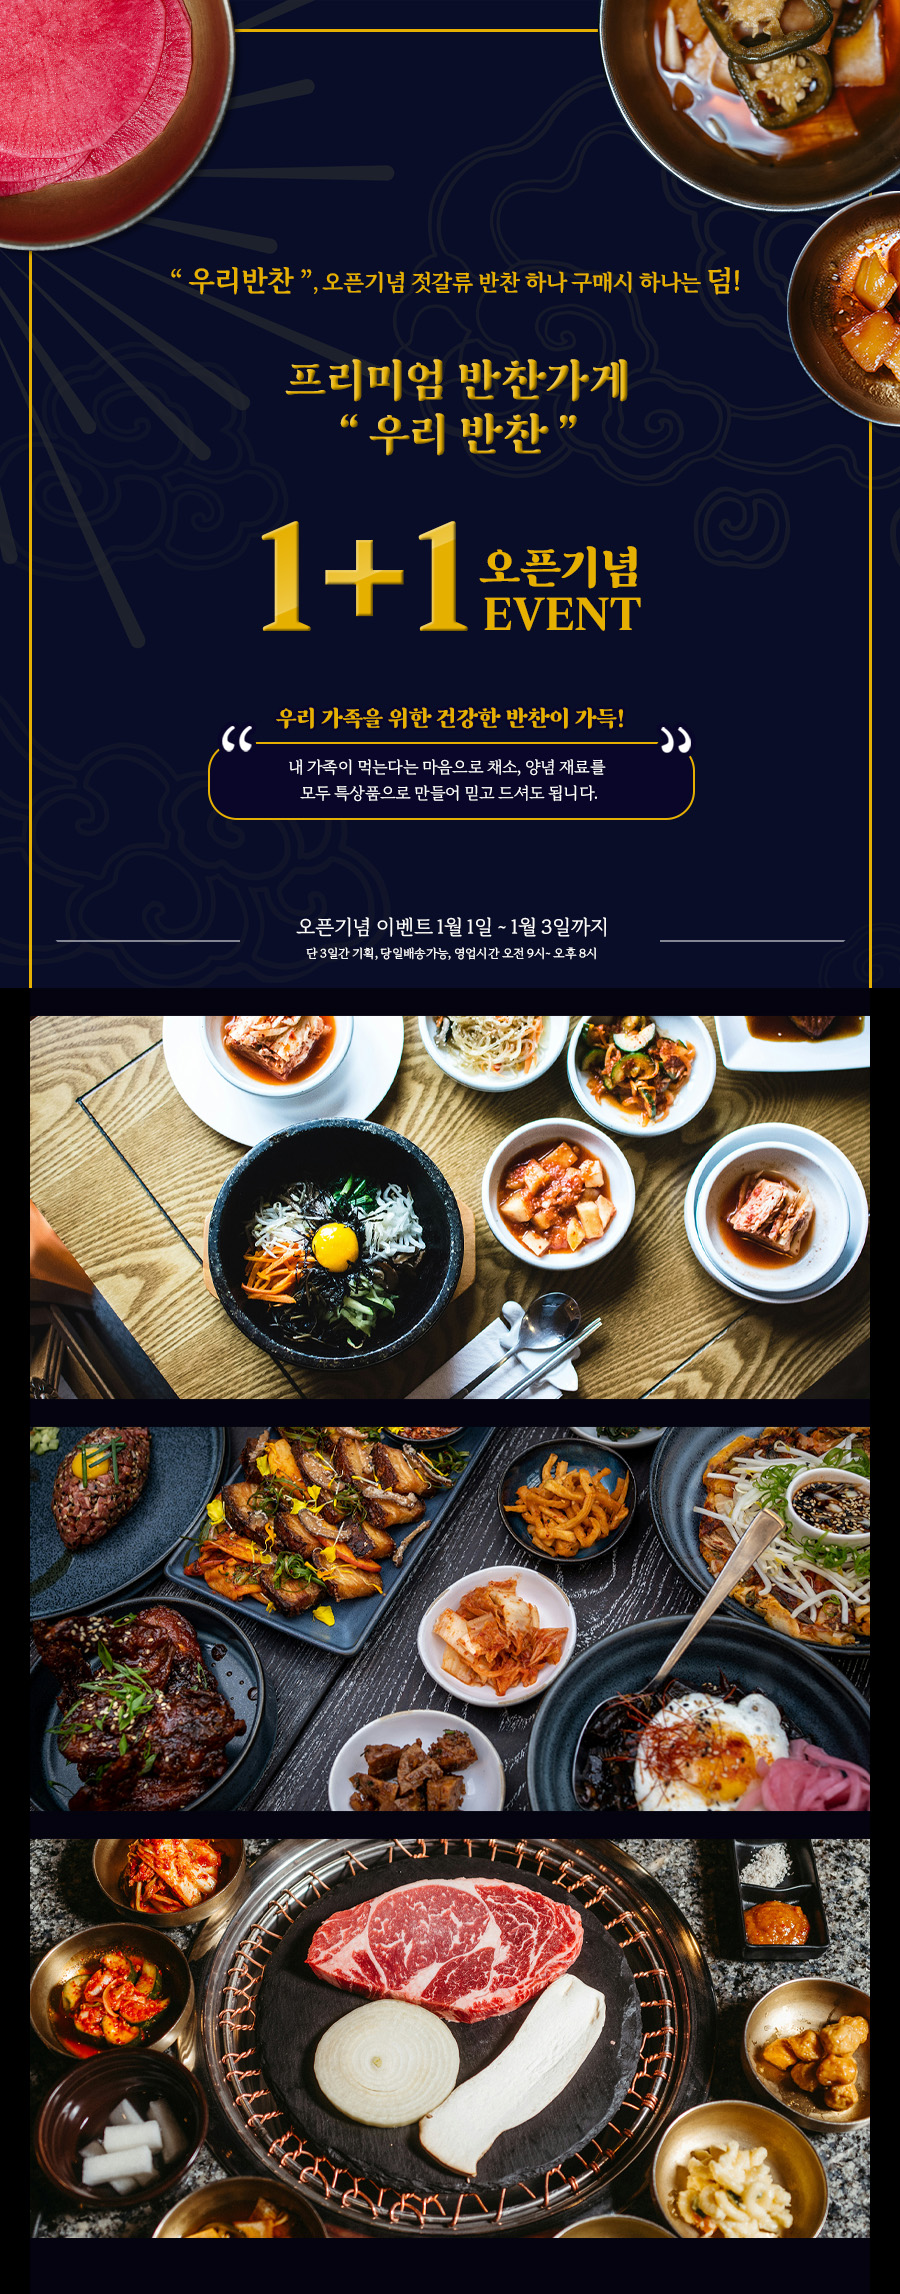 “ 우리반찬 ”, 오픈기념 젓갈류 반찬 하나 구매시 하나는 덤!
프리미엄 반찬가게
“ 우리 반찬 ”
1+1 오픈기념
EVENT
우리 가족을 위한 건강한 반찬이 가득!
“ ”
내 가족이 먹는다는 마음으로 채소, 양념 재료를
모두 특상품으로 만들어 믿고 드셔도 됩니다.
오픈기념 이벤트 1월 1일 ~ 1월 3일까지
단 3일간 기획, 당일배송가능, 영업시간 오전 9시~ 오후 8시